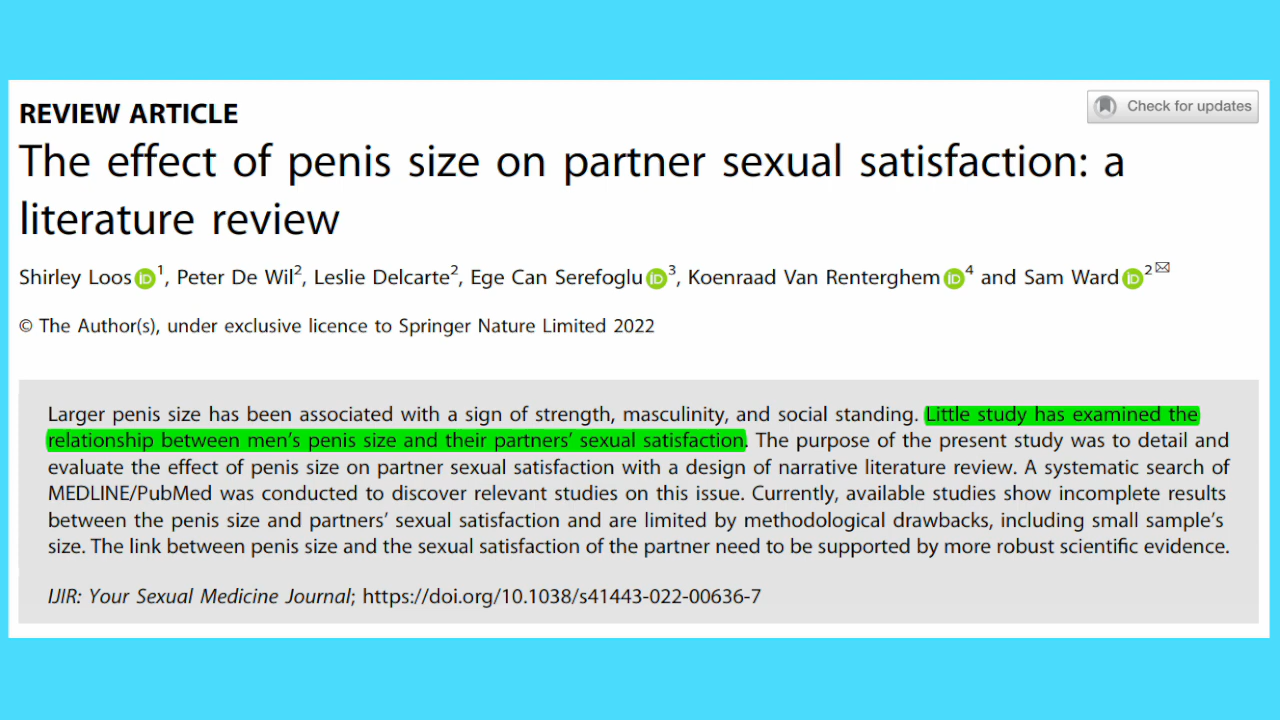 REVIEW ARTICLE
Check for updates
The effect of penis size on partner sexual satisfaction: a
literature review
Shirley Loos iD 1, Peter De Wil2, Leslie Delcarte2, Ege Can Serefoglu iD 3, Koenraad Van Renterghem iD 4 and Sam Ward iD 2✉
© The Author(s), under exclusive licence to Springer Nature Limited 2022
Larger penis size has been associated with a sign of strength, masculinity, and social standing. Little study has examined the
relationship between men's penis size and their partners' sexual satisfaction. The purpose of the present study was to detail and
evaluate the effect of penis size on partner sexual satisfaction with a design of narrative literature review. A systematic search of
MEDLINE/PubMed was conducted to discover relevant studies on this issue. Currently, available studies show incomplete results
between the penis size and partners' sexual satisfaction and are limited by methodological drawbacks, including small sample's
size. The link between penis size and the sexual satisfaction of the partner need to be supported by more robust scientific evidence.
IJIR: Your Sexual Medicine Journal; https://doi.org/10.1038/s41443-022-00636-7